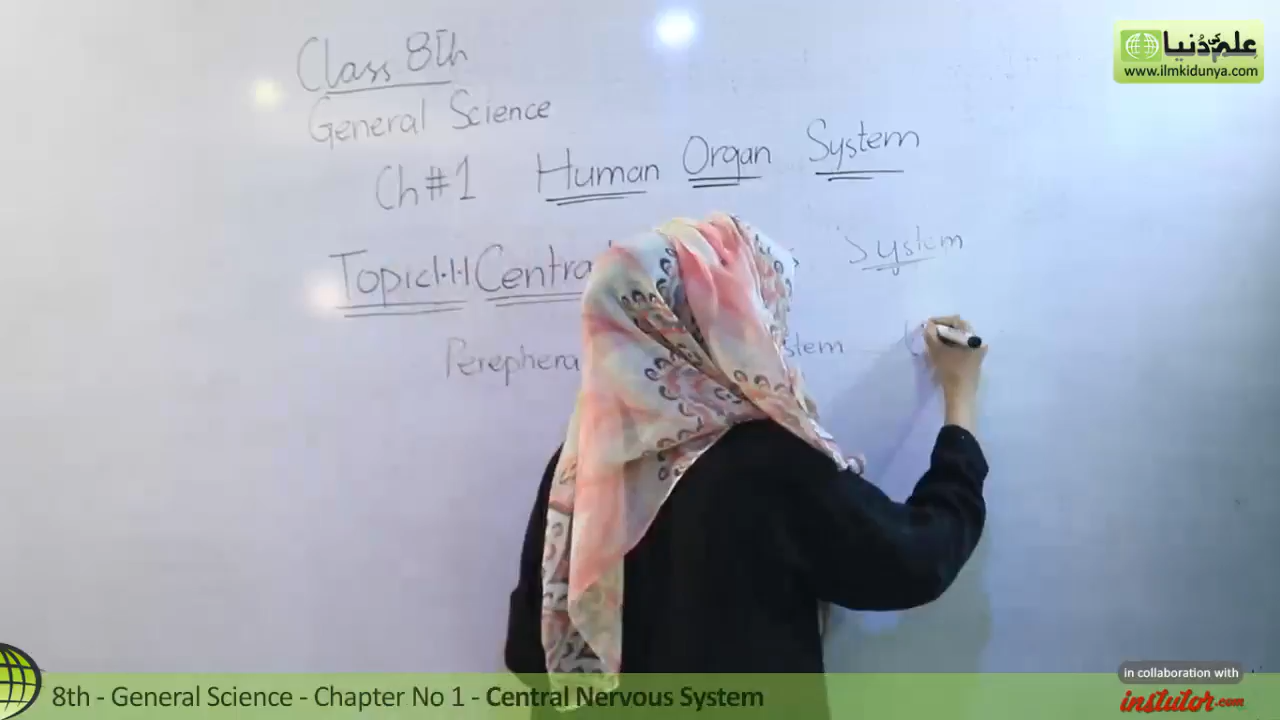 Class 8th
General Science
Ch#1 Human Organ System
Topic1.1.1 Centra System
Perephera stem
علم کی دُنیا
www.ilmkidunya.com
in collaboration with
instutor.com
8th - General Science - Chapter No 1 - Central Nervous System